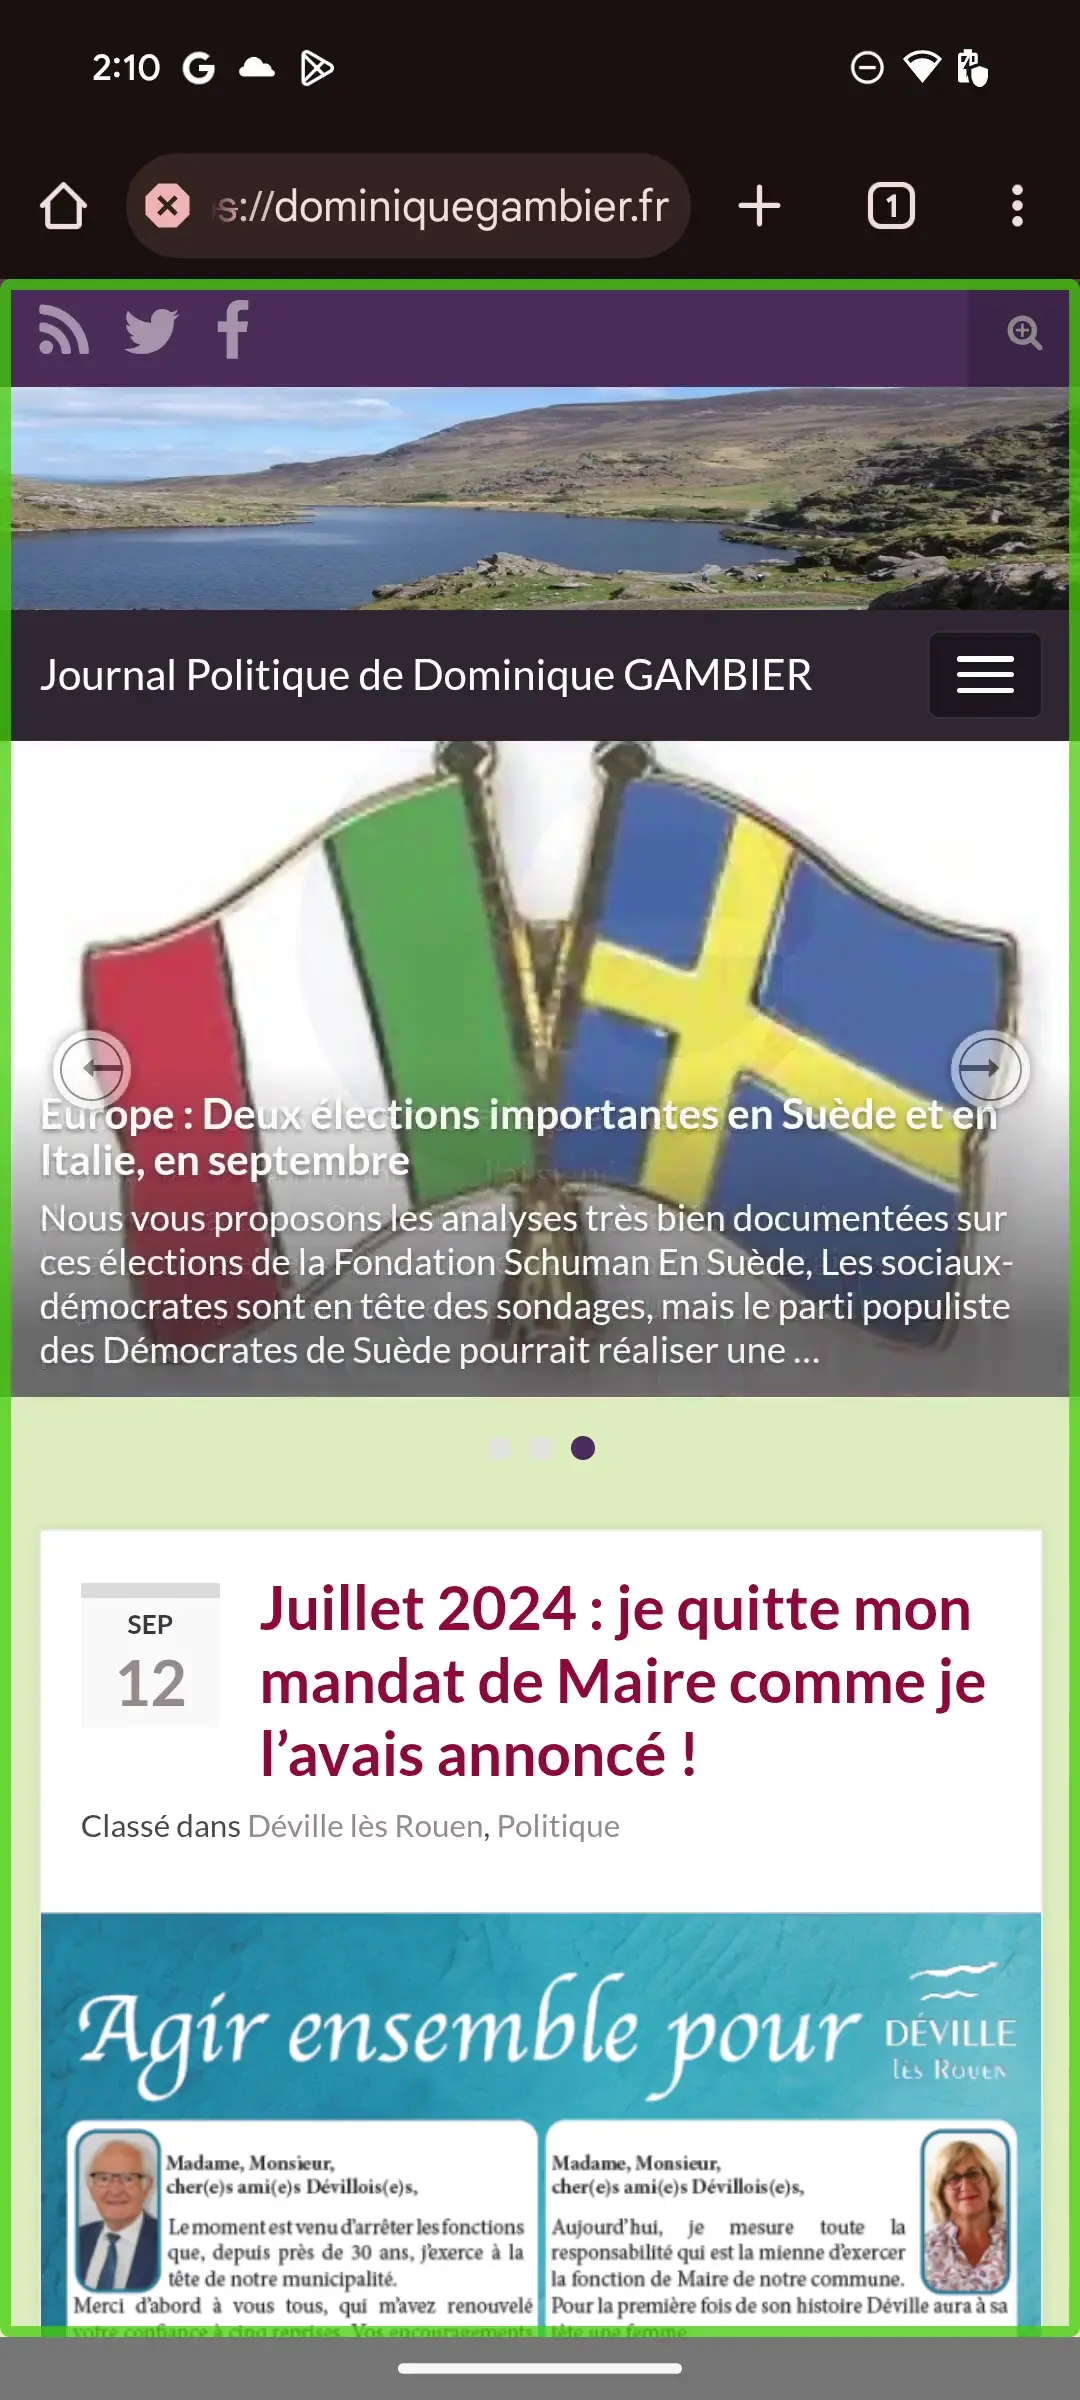 2:10
1
s://dominiquegambier.fr
Journal Politique de Dominique GAMBIER
Europe : Deux élections importantes en Suède et en
Italie, en septembre
Nous vous proposons les analyses très bien documentées sur
ces élections de la Fondation Schuman En Suède, Les sociaux-
démocrates sont en tête des sondages, mais le parti populiste
des Démocrates de Suède pourrait réaliser une ...
SEP
12
Juillet 2024 : je quitte mon
mandat de Maire comme je
l’avais annoncé !
Classé dans Déville lès Rouen, Politique
Agir ensemble pour
DÉVILLE
lès Rouen
Madame, Monsieur,
cher(e)s ami(e)s Dévillois(e)s,
Le moment est venu d'arrêter les fonctions
que, depuis près de 30 ans, j'exerce à la
tête de notre municipalité.
Merci d'abord à vous tous, qui m'avez renouvelé
votre confiance à cinq reprises. Vos encouragements
Madame, Monsieur,
cher(e)s ami(e)s Dévillois(e)s,
Aujourd'hui, je mesure toute la
responsabilité qui est la mienne d'exercer
la fonction de Maire de notre commune.
Pour la première fois de son histoire Déville aura à sa
tête une femme